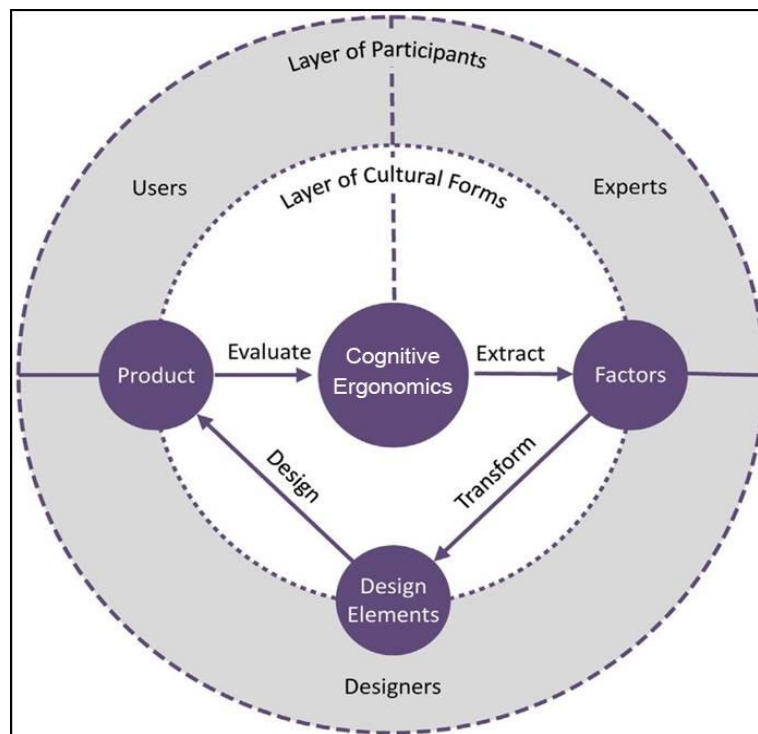 Layer of Participants
Users
Experts
Layer of Cultural Forms
Product
Evaluate
Cognitive
Ergonomics
Extract
Factors
Design
Transform
Design
Elements
Designers